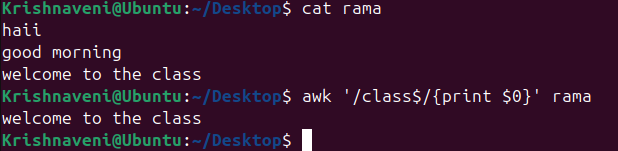 Krishnaveni@Ubuntu:~/Desktop$ cat rama
haii
good morning
welcome to the class
Krishnaveni@Ubuntu:~/Desktop$ awk '/class$/{print $0}' rama
welcome to the class
Krishnaveni@Ubuntu:~/Desktop$